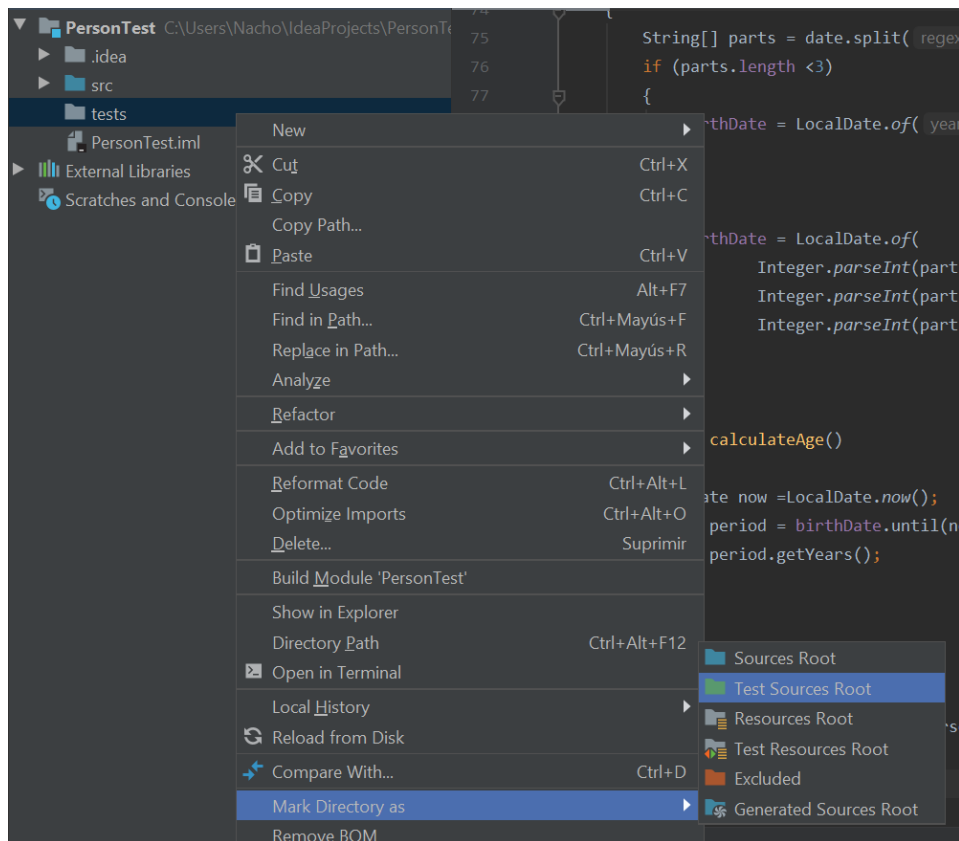 PersonTest C:\Users\Nacho\IdeaProjects\PersonTe
.idea
src
tests
PersonTest.iml
External Libraries
Scratches and Console
74
75 String[] parts = date.split( regex
76 if (parts.length <3)
77 {
rthDate = LocalDate.of( year
rthDate = LocalDate.of(
Integer.parseInt(part
Integer.parseInt(part
Integer.parseInt(part
calculateAge()
ate now =LocalDate.now();
period = birthDate.until(n
period.getYears();
New
Cut Ctrl+X
Copy Ctrl+C
Copy Path...
Paste Ctrl+V
Find Usages Alt+F7
Find in Path... Ctrl+Mayús+F
Replace in Path... Ctrl+Mayús+R
Analyze
Refactor
Add to Favorites
Reformat Code Ctrl+Alt+L
Optimize Imports Ctrl+Alt+O
Delete... Suprimir
Build Module 'PersonTest'
Show in Explorer
Directory Path Ctrl+Alt+F12
Open in Terminal
Local History
Reload from Disk
Compare With... Ctrl+D
Mark Directory as
Remove BOM
Sources Root
Test Sources Root
Resources Root
Test Resources Root
Excluded
Generated Sources Root